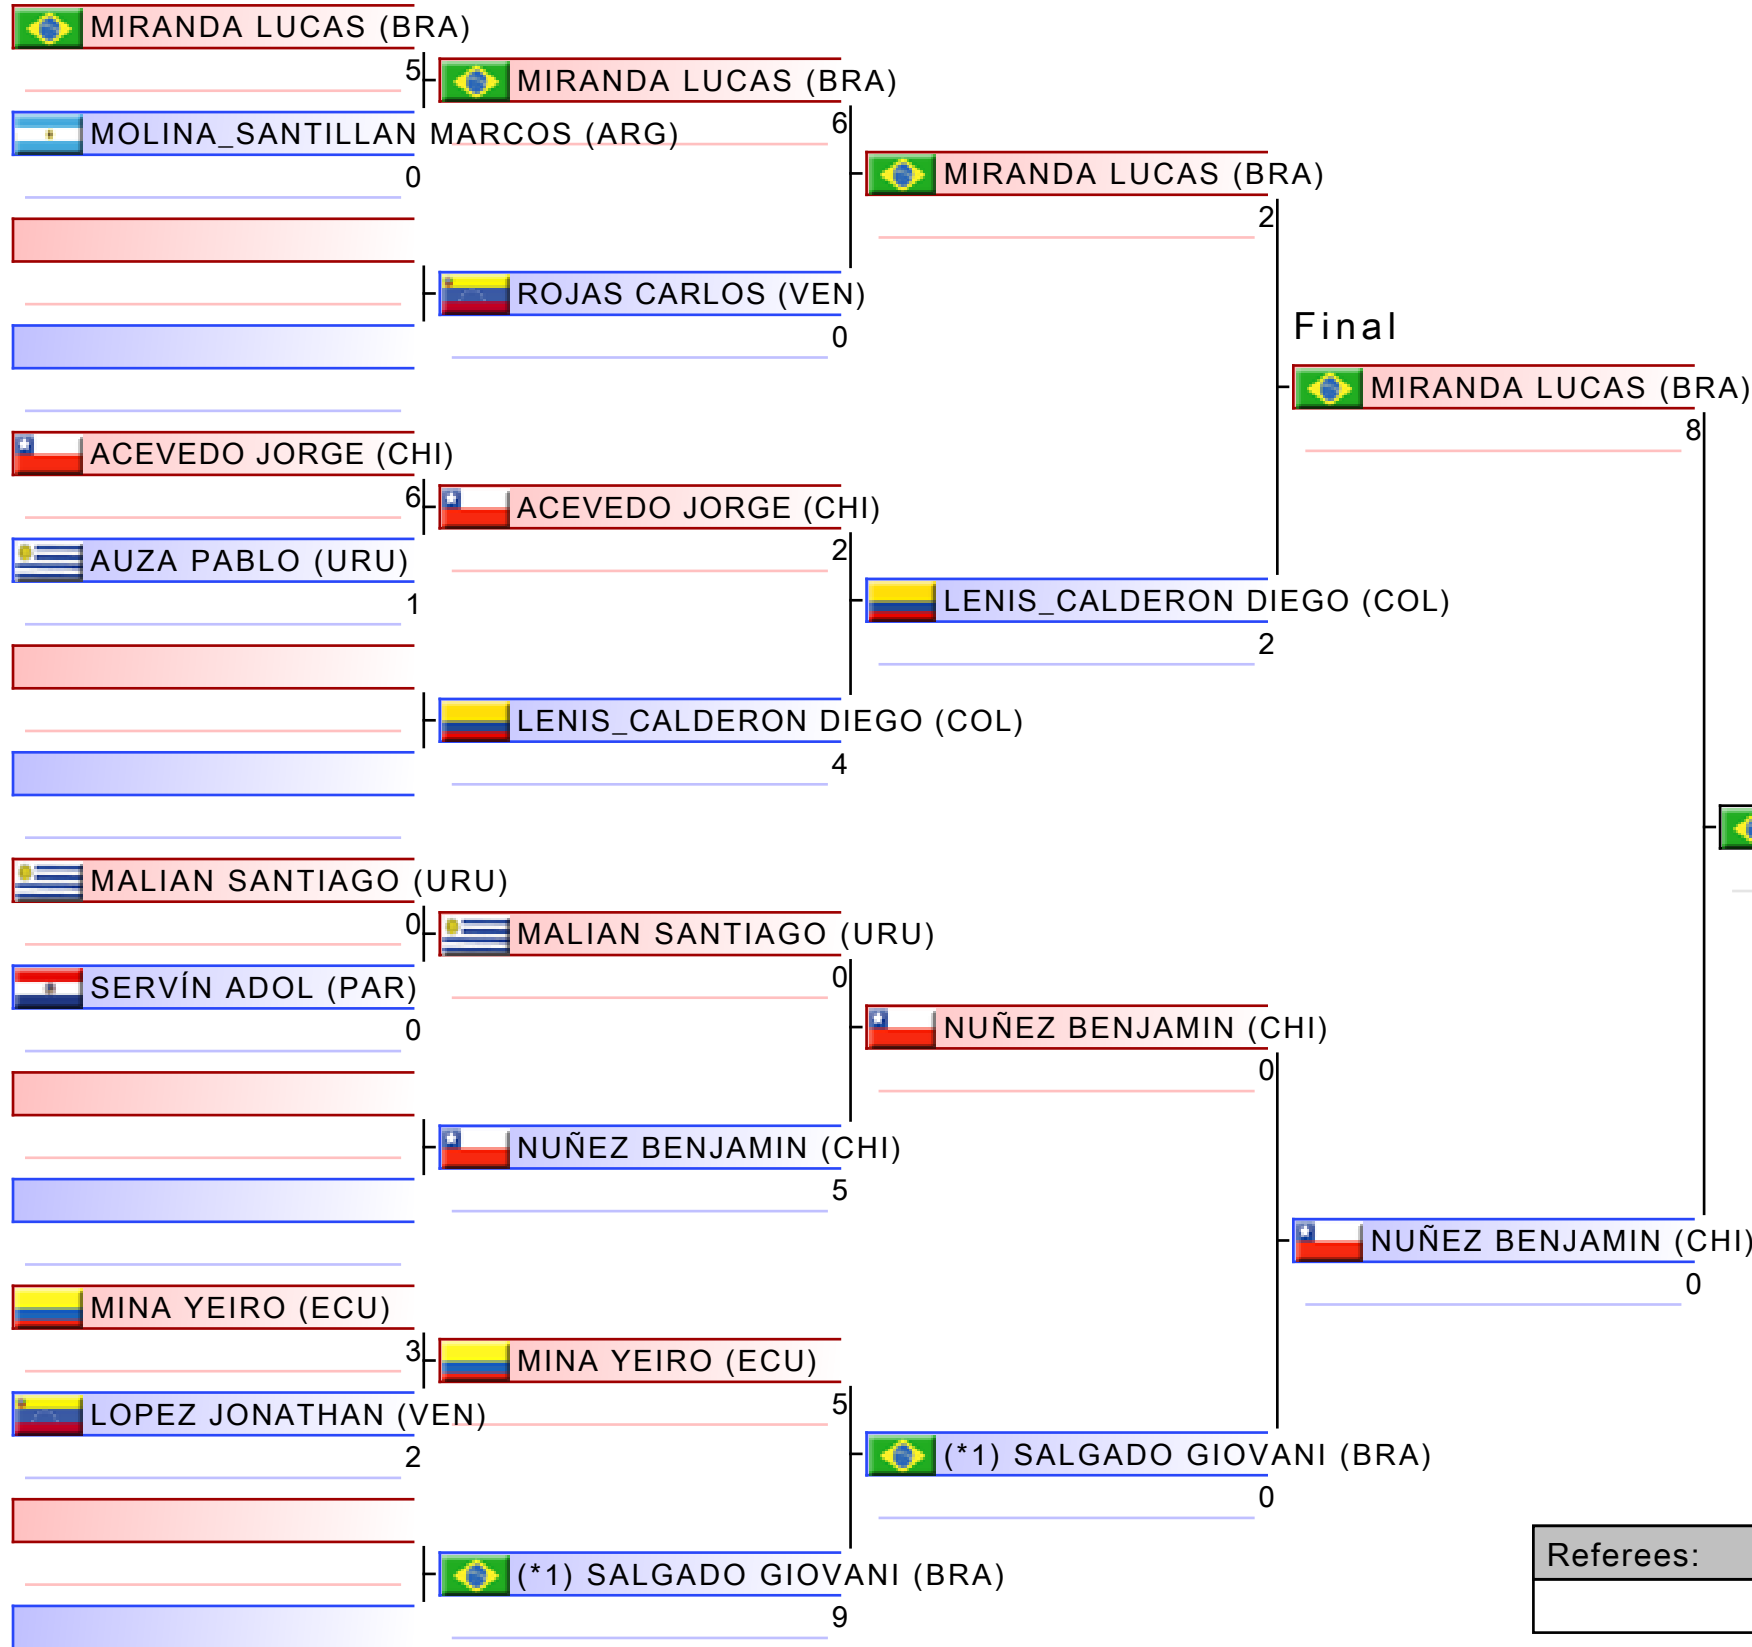 MIRANDA LUCAS (BRA)
5
MIRANDA LUCAS (BRA)
6
MOLINA_SANTILLAN MARCOS (ARG)
0
MIRANDA LUCAS (BRA)
2
ROJAS CARLOS (VEN)
0
Final
MIRANDA LUCAS (BRA)
8
ACEVEDO JORGE (CHI)
6
ACEVEDO JORGE (CHI)
2
AUZA PABLO (URU)
1
LENIS_CALDERON DIEGO (COL)
2
LENIS_CALDERON DIEGO (COL)
4
MALIAN SANTIAGO (URU)
0
MALIAN SANTIAGO (URU)
0
SERVÍN ADOL (PAR)
0
NUÑEZ BENJAMIN (CHI)
0
NUÑEZ BENJAMIN (CHI)
5
NUÑEZ BENJAMIN (CHI)
0
MINA YEIRO (ECU)
3
MINA YEIRO (ECU)
5
LOPEZ JONATHAN (VEN)
2
(*1) SALGADO GIOVANI (BRA)
0
(*1) SALGADO GIOVANI (BRA)
9
Referees: